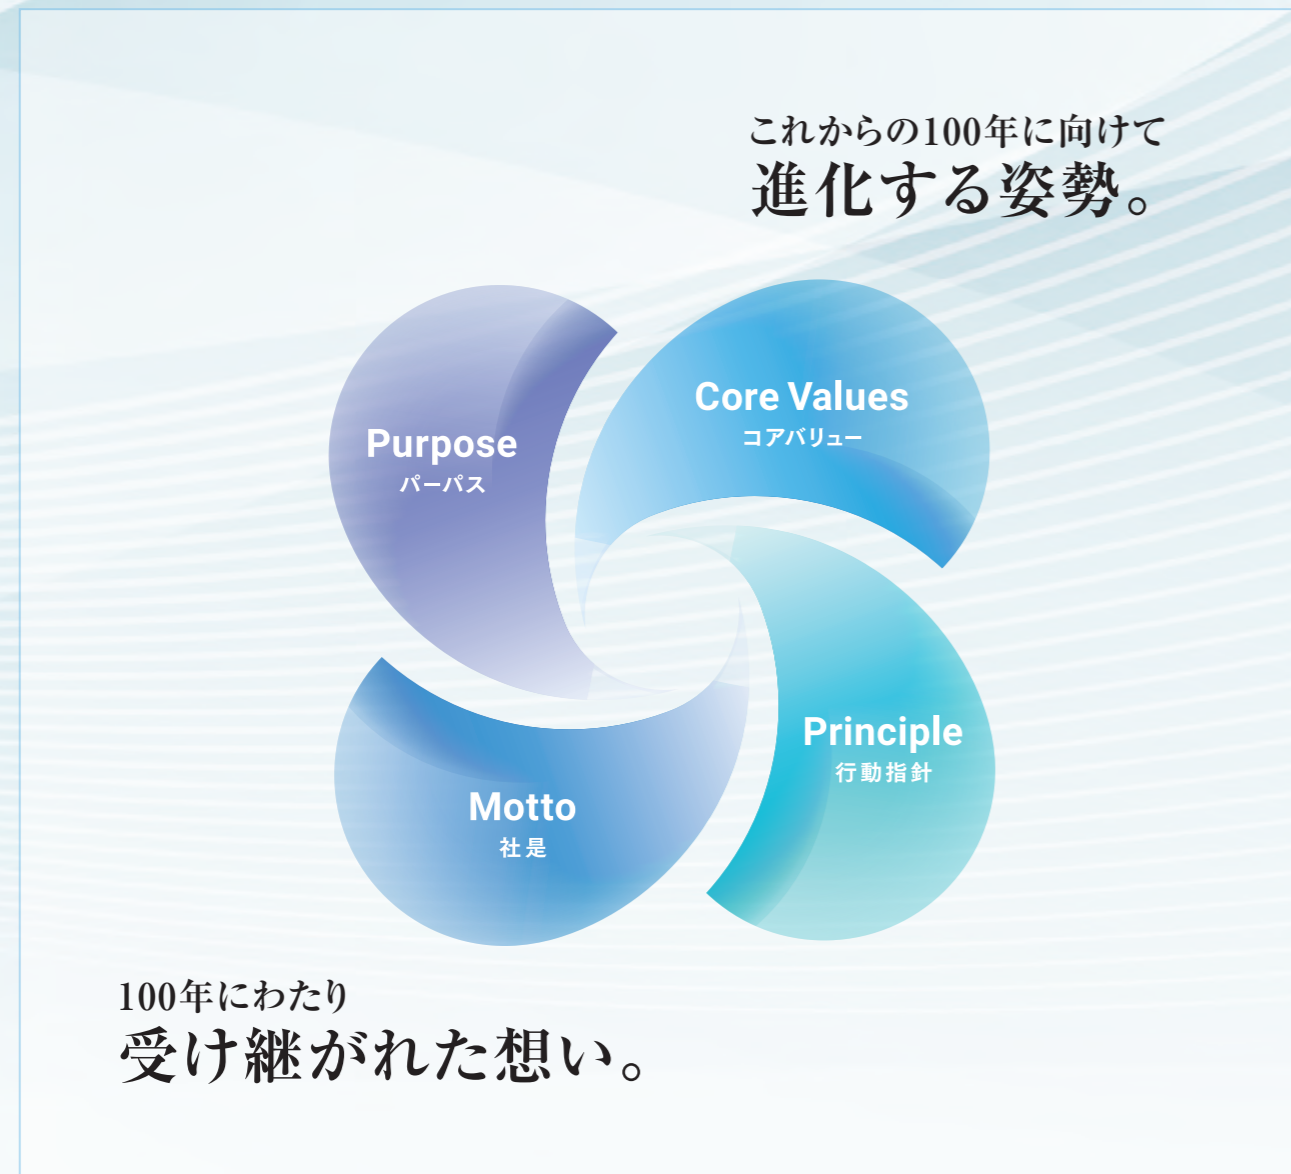 これからの100年に向けて
進化する姿勢。
Purpose
パーパス
Core Values
コアバリュー
Motto
社是
Principle
行動指針
100年にわたり
受け継がれた想い。